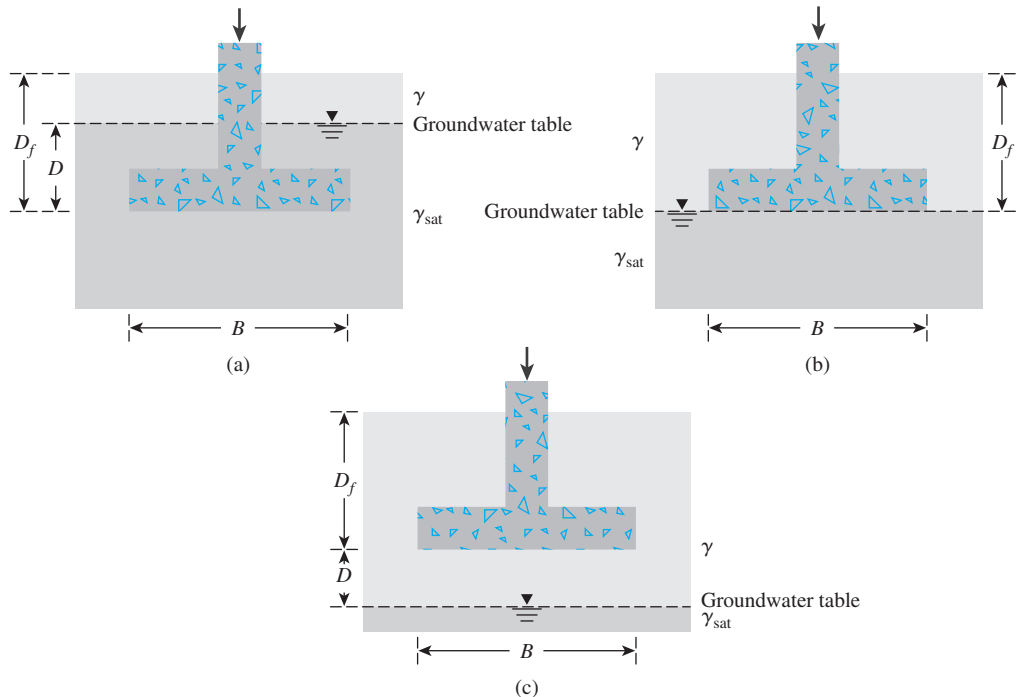 γ
Groundwater table
D_f
D
γ_sat
B
(a)
γ
D_f
Groundwater table
γ_sat
B
(b)
D_f
γ
D
Groundwater table
γ_sat
B
(c)